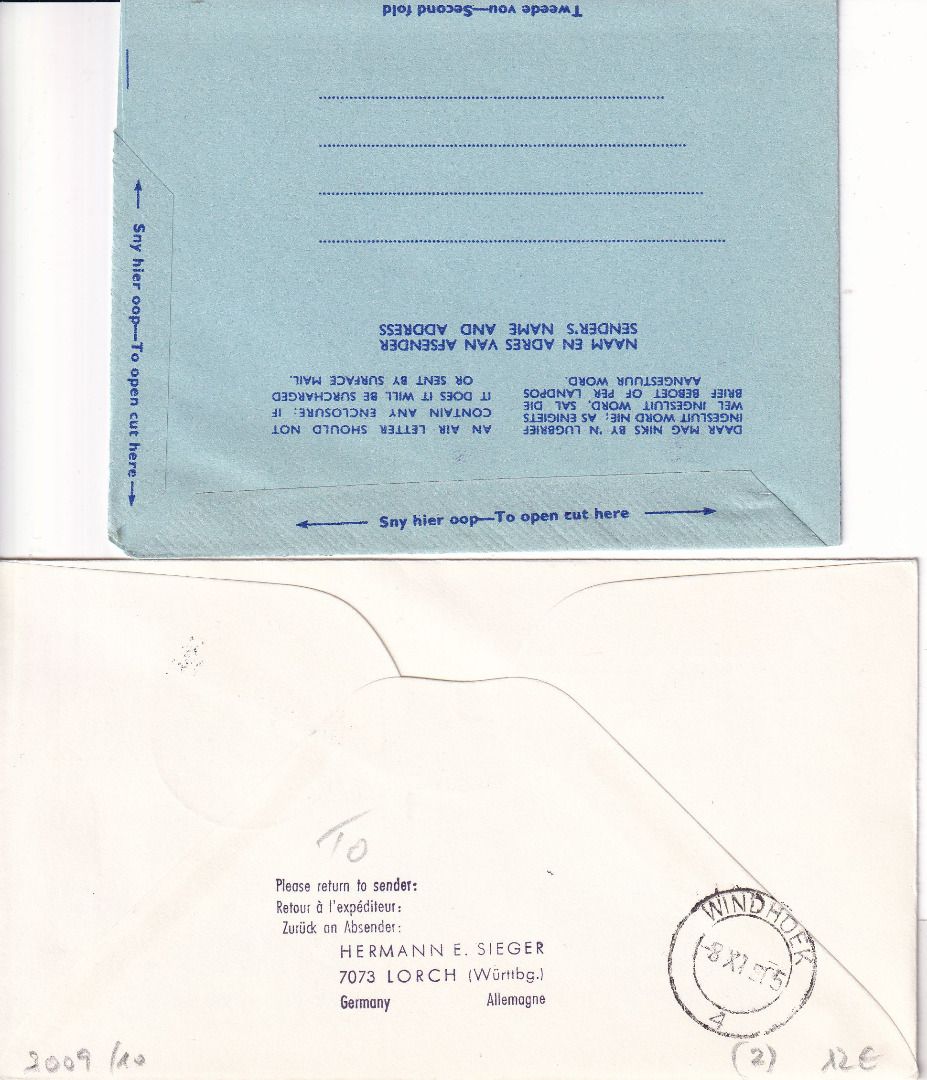 Tweede vou—Second fold
NAAM EN ADRES VAN AFSENDER
SENDER'S NAME AND ADDRESS
DAAR MAG NIKS BY 'N LUGBRIEF
INGESLUIT WORD NIE; AS ENIGIETS
WEL INGESLUIT WORD, SAL DIE
BRIEF BEBOET OF PER LANDPOS
AANGESTUUR WORD.
AN AIR LETTER SHOULD NOT
CONTAIN ANY ENCLOSURE; IF
IT DOES IT WILL BE SURCHARGED
OR SENT BY SURFACE MAIL.
Sny hier oop—To open cut here
Sny hier oop—To open cut here
TO
Please return to sender:
Retour à l'expéditeur:
Zurück an Absender:
HERMANN E. SIEGER
7073 LORCH (Württbg.)
Germany Allemagne
WINDHOEK
4
2009/10
(2) 12€